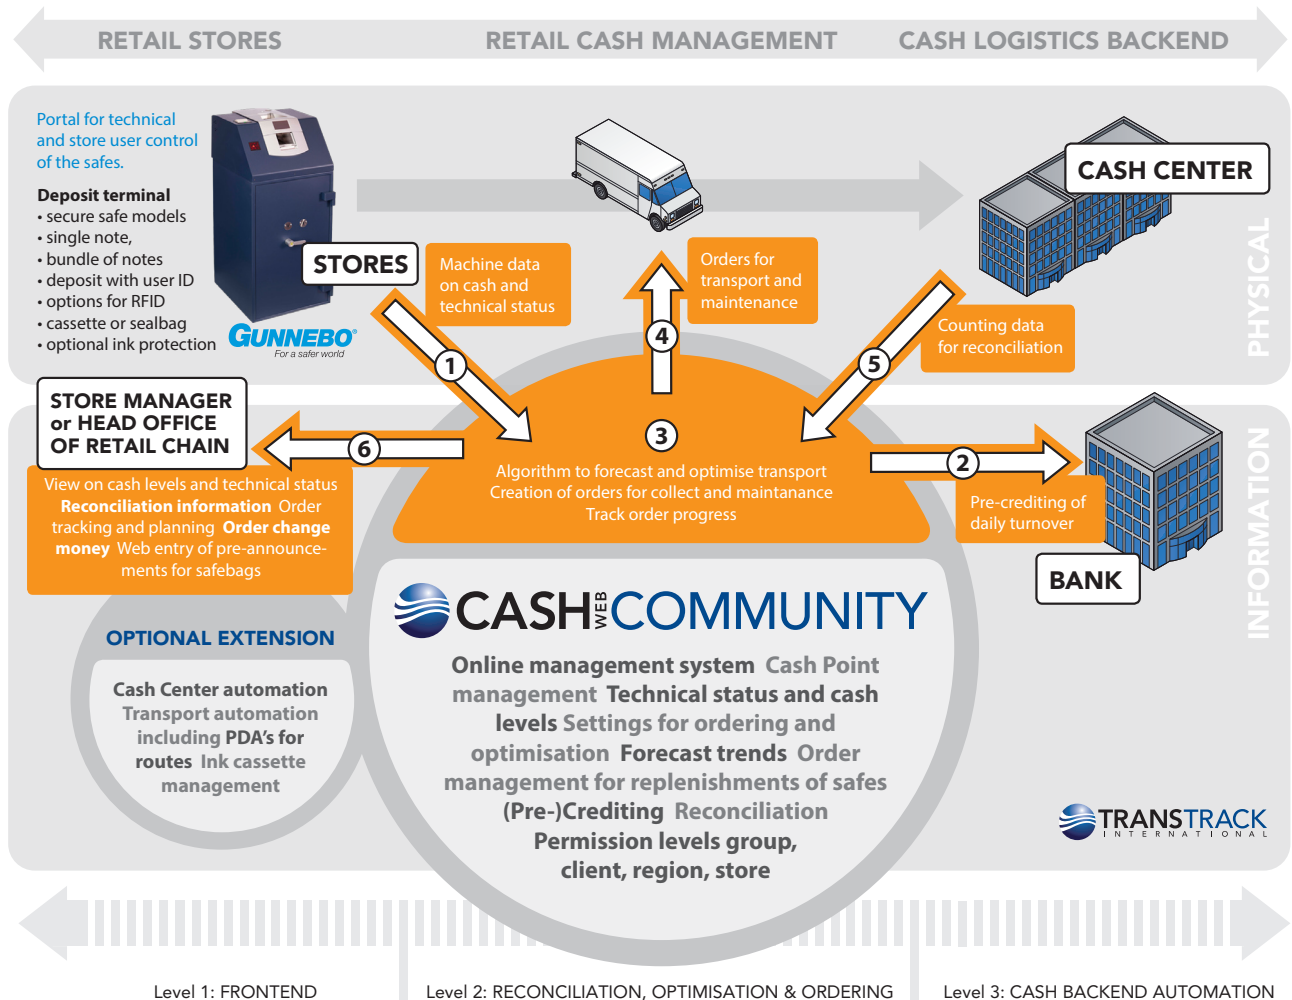 RETAIL STORES
RETAIL CASH MANAGEMENT
CASH LOGISTICS BACKEND
Portal for technical
and store user control
of the safes.
Deposit terminal
• secure safe models
• single note,
• bundle of notes
• deposit with user ID
• options for RFID
• cassette or sealbag
• optional ink protection
GUNNEBO®
For a safer world
STORES
Machine data
on cash and
technical status
Orders for
transport and
maintenance
CASH CENTER
Counting data
for reconciliation
PHYSICAL
1
4
5
STORE MANAGER
or HEAD OFFICE
OF RETAIL CHAIN
6
3
2
View on cash levels and technical status
Reconciliation information Order
tracking and planning Order change
money Web entry of pre-announce-
ments for safebags
Algorithm to forecast and optimise transport
Creation of orders for collect and maintanance
Track order progress
Pre-crediting of
daily turnover
BANK
INFORMATION
CASH WEB COMMUNITY
Online management system Cash Point
management Technical status and cash
levels Settings for ordering and
optimisation Forecast trends Order
management for replenishments of safes
(Pre-)Crediting Reconciliation
Permission levels group,
client, region, store
OPTIONAL EXTENSION
Cash Center automation
Transport automation
including PDA's for
routes Ink cassette
management
TRANSTRACK
INTERNATIONAL
Level 1: FRONTEND
Level 2: RECONCILIATION, OPTIMISATION & ORDERING
Level 3: CASH BACKEND AUTOMATION